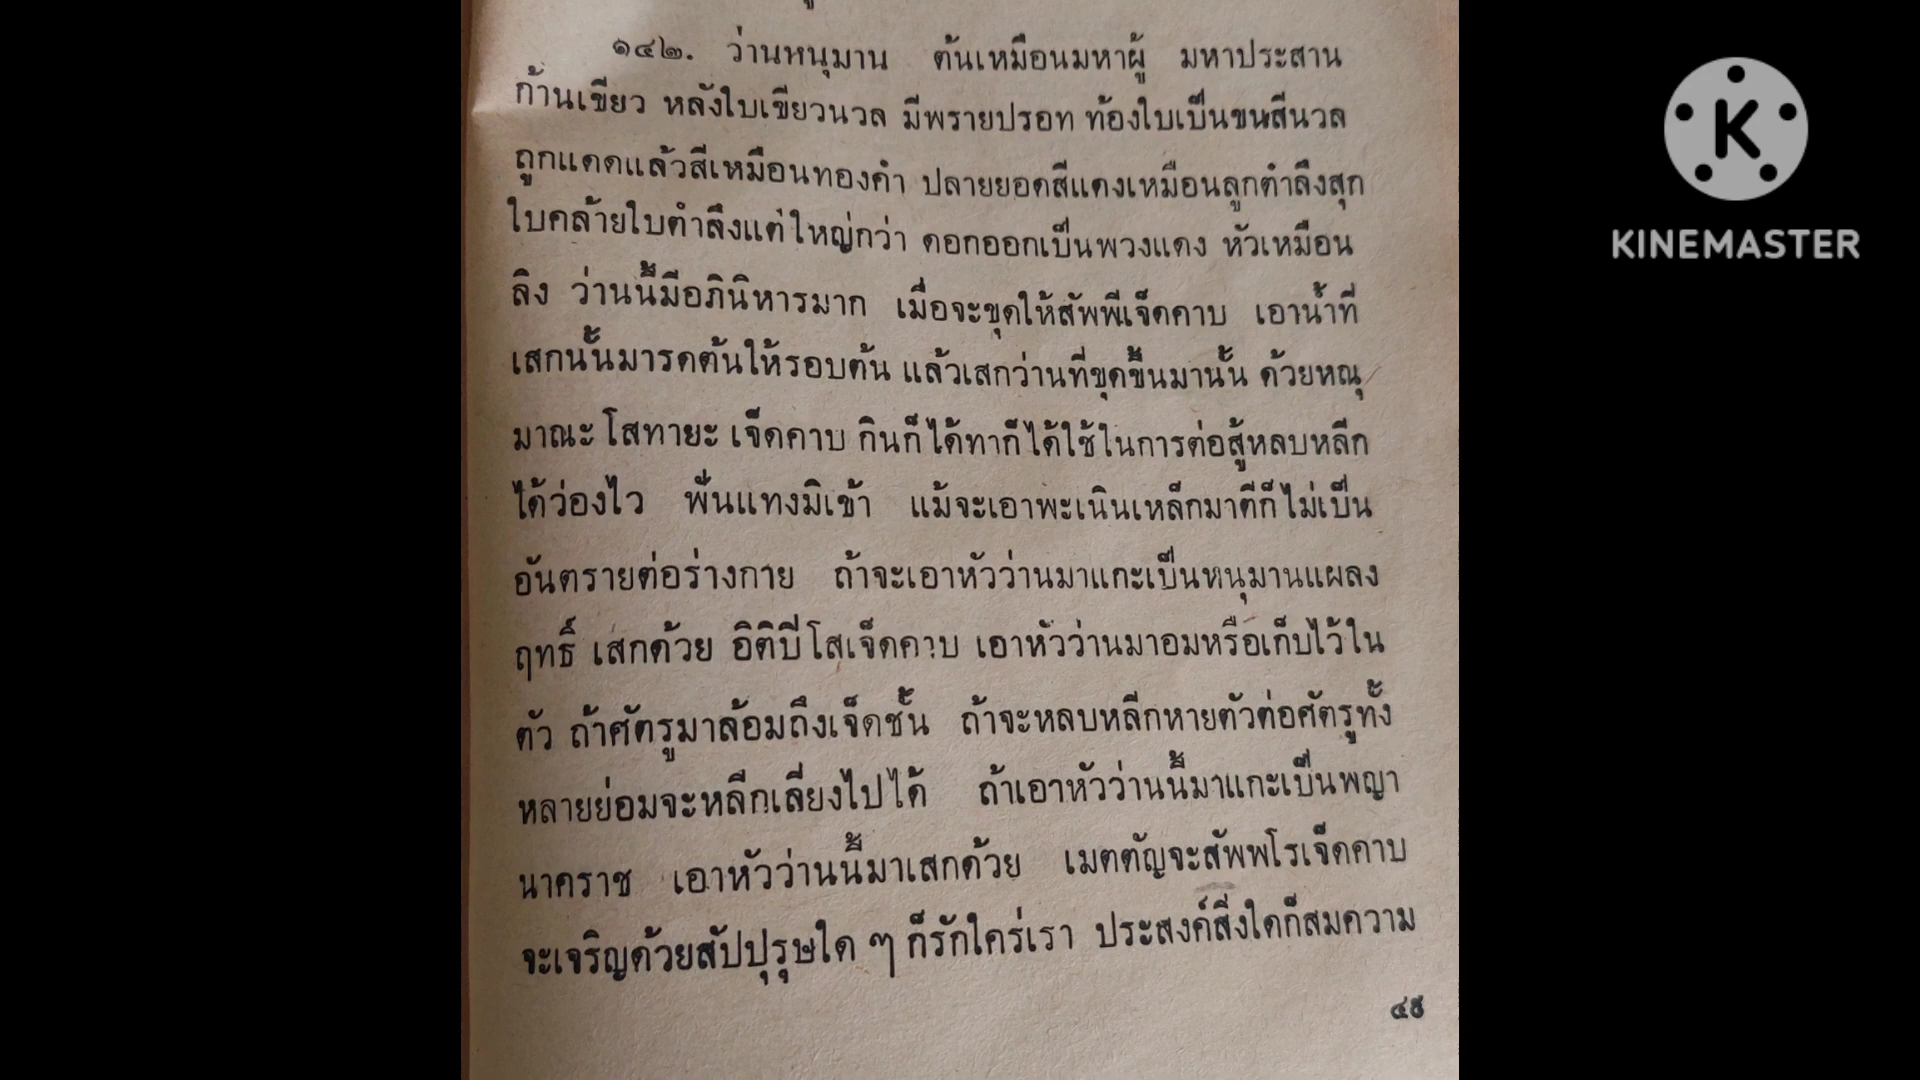 ๑๔๒. ว่านหนุมาน ต้นเหมือนมหาผู้ มหาประสาน
ก้านเขียว หลังใบเขียวนวล มีพรายปรอท ท้องใบเป็นขนสีนวล
ถูกแดดแล้วสีเหมือนทองคำ ปลายยอดสีแดงเหมือนลูกตำลึงสุก
ใบคล้ายใบตำลึงแต่ใหญ่กว่า ดอกออกเป็นพวงแดง หัวเหมือน
ลิง ว่านนี้มีอภินิหารมาก เมื่อจะขุดให้สัพพีเจ็ดคาบ เอาน้ำที่
เสกนั้นมารดต้นให้รอบต้น แล้วเสกว่านที่ขุดขึ้นมานั้น ด้วยหณุ
มาณะ โสทายะ เจ็ดคาบ กินก็ได้ทาก็ได้ใช้ในการต่อสู้หลบหลีก
ได้ว่องไว พั่นแทงมิเข้า แม้จะเอาพะเนินเหล็กมาตีก็ไม่เป็น
อันตรายต่อร่างกาย ถ้าจะเอาหัวว่านมาแกะเป็นหนุมานแผลง
ฤทธิ์ เสกด้วย อิติบีโสเจ็ดคาบ เอาหัวว่านมาอมหรือเก็บไว้ใน
ตัว ถ้าศัตรูมาล้อมถึงเจ็ดชั้น ถ้าจะหลบหลีกหายตัวต่อศัตรูทั้ง
หลายย่อมจะหลีกเลี่ยงไปได้ ถ้าเอาหัวว่านนี้มาแกะเป็นพญา
นาคราช เอาหัวว่านนี้มาเสกด้วย เมตตัญจะสัพพโรเจ็ดคาบ
จะเจริญด้วยสัปปุรุษใด ๆ ก็รักใคร่เรา ประสงค์สิ่งใดก็สมความ
๔๕
KINEMASTER